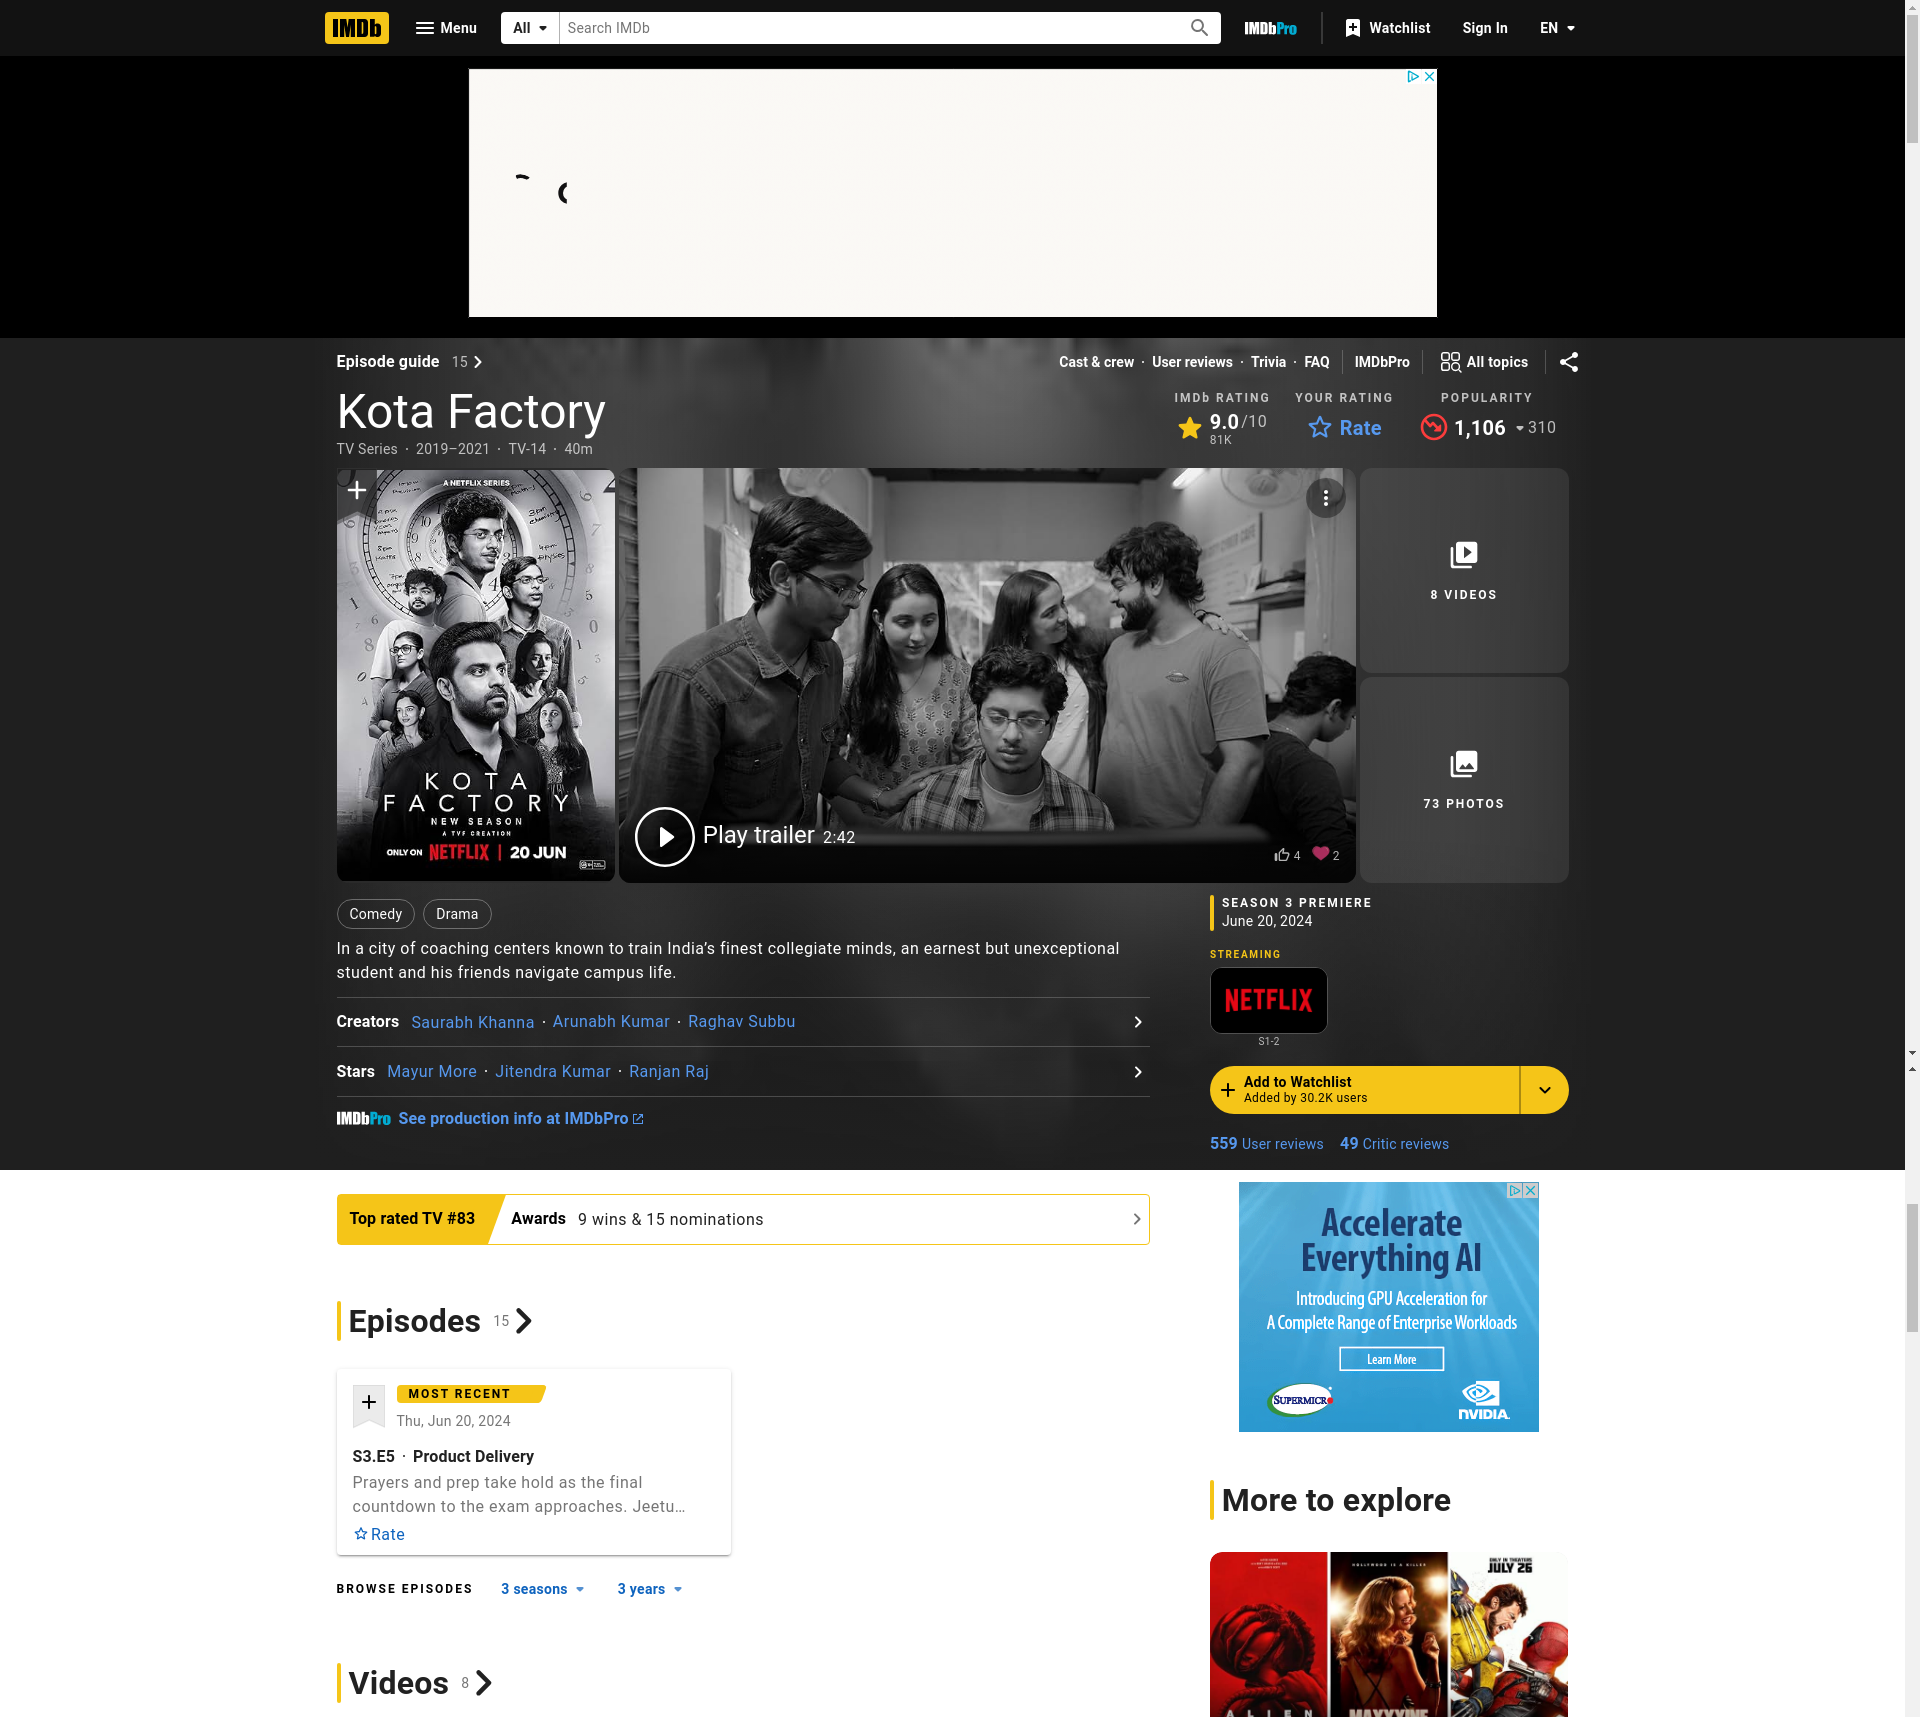 IMDb
Menu
All
Search IMDb
IMDbPro
Watchlist
Sign In
EN
Episode guide 15
Cast & crew · User reviews · Trivia · FAQ
IMDbPro
All topics
Kota Factory
TV Series · 2019–2021 · TV-14 · 40m
IMDb RATING
9.0/10
81K
YOUR RATING
Rate
POPULARITY
1,106 310
A NETFLIX SERIES
KOTA
FACTORY
NEW SEASON
A TVF CREATION
ONLY ON NETFLIX | 20 JUN
Play trailer 2:42
4 2
8 VIDEOS
73 PHOTOS
Comedy
Drama
In a city of coaching centers known to train India’s finest collegiate minds, an earnest but unexceptional
student and his friends navigate campus life.
Creators Saurabh Khanna · Arunabh Kumar · Raghav Subbu
Stars Mayur More · Jitendra Kumar · Ranjan Raj
IMDbPro See production info at IMDbPro
SEASON 3 PREMIERE
June 20, 2024
STREAMING
NETFLIX
S1-2
Add to Watchlist
Added by 30.2K users
559 User reviews 49 Critic reviews
Top rated TV #83
Awards 9 wins & 15 nominations
Episodes 15
MOST RECENT
Thu, Jun 20, 2024
S3.E5 · Product Delivery
Prayers and prep take hold as the final
countdown to the exam approaches. Jeetu…
Rate
BROWSE EPISODES
3 seasons
3 years
Videos 8
Accelerate
Everything AI
Introducing GPU Acceleration for
A Complete Range of Enterprise Workloads
Learn More
SUPERMICR
NVIDIA.
More to explore
ALIEN
HOLLYWOOD IS A KILLER
MAXXXINE
ONLY IN THEATERS
JULY 26